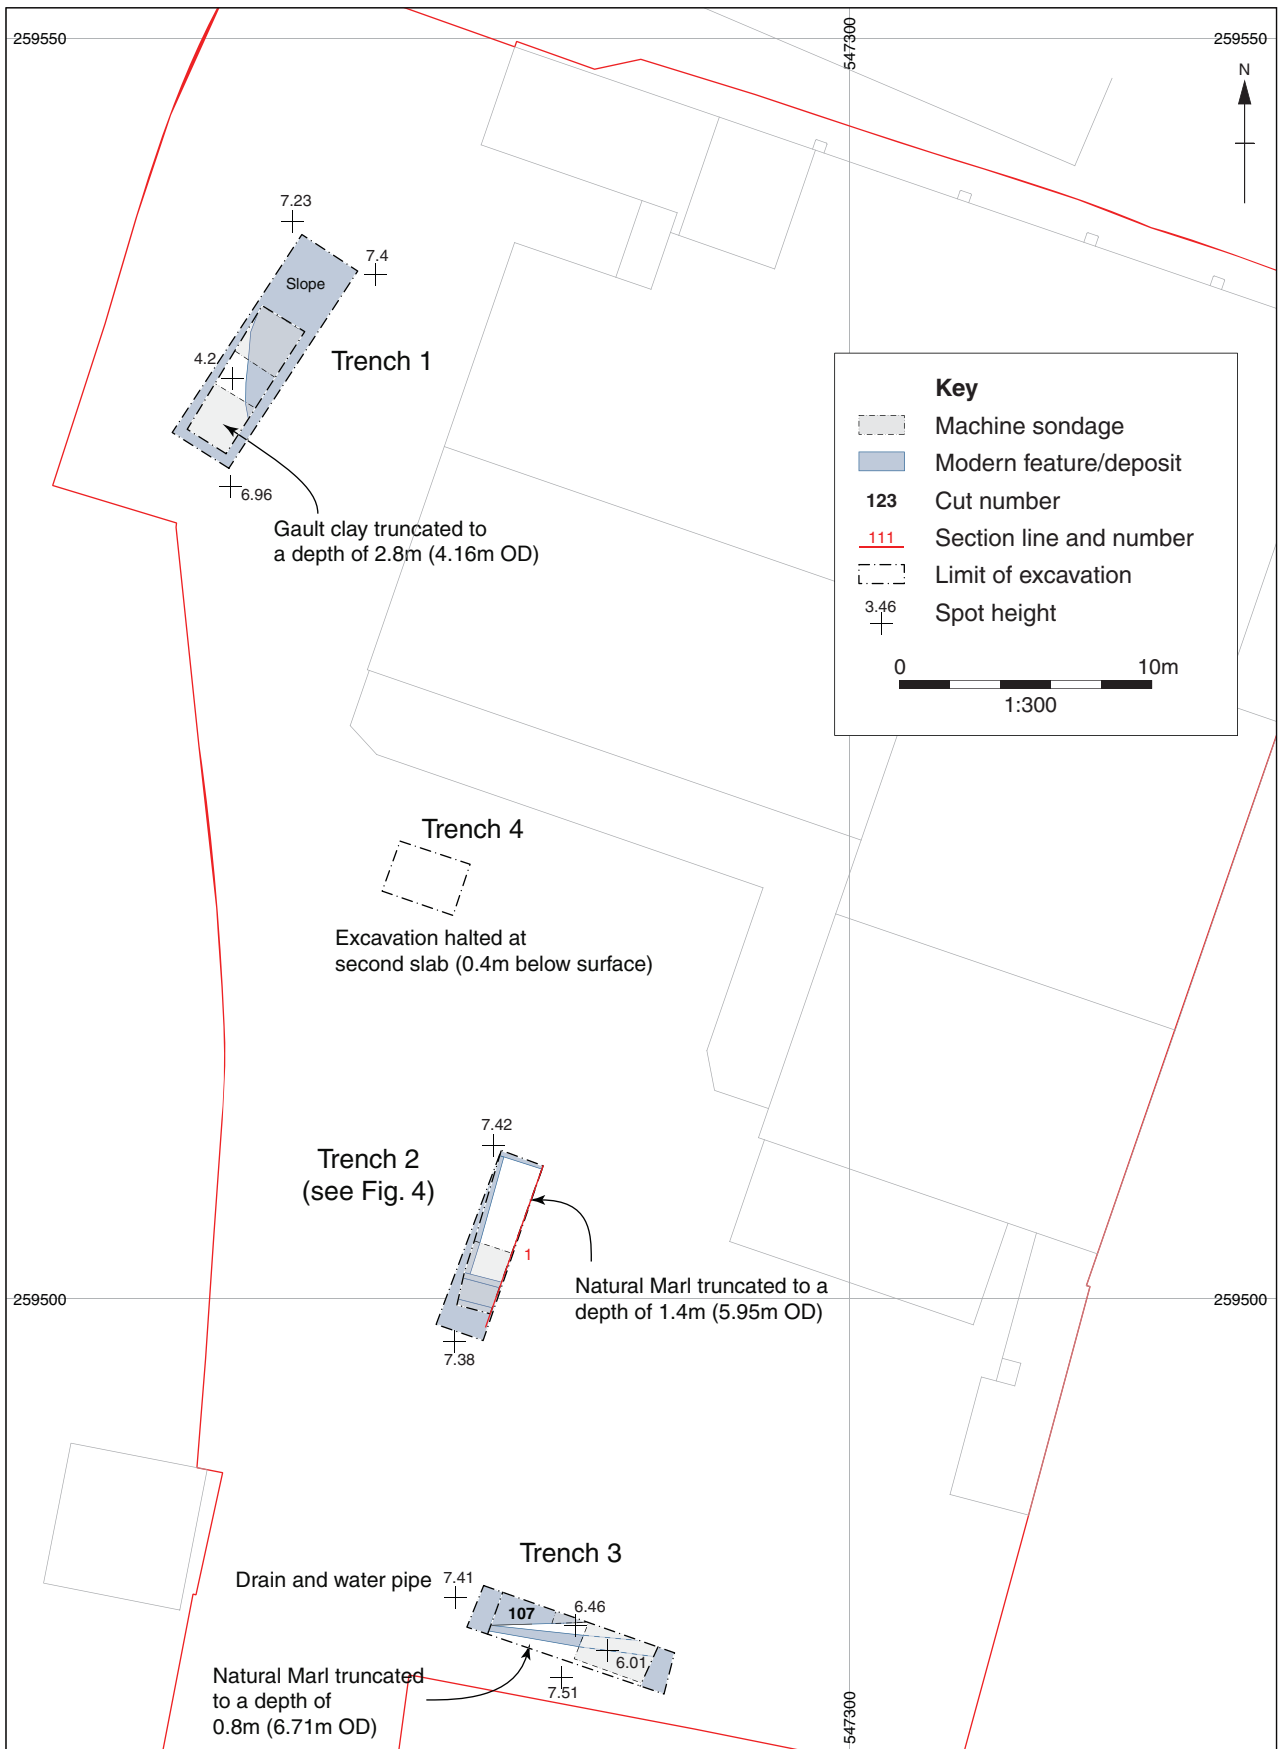 259550
547300
259550
N
7.23
7.4
Slope
4.2
Trench 1
6.96
Gault clay truncated to
a depth of 2.8m (4.16m OD)
Key
Machine sondage
Modern feature/deposit
123 Cut number
111 Section line and number
Limit of excavation
3.46 Spot height
0 10m
1:300
Trench 4
Excavation halted at
second slab (0.4m below surface)
7.42
Trench 2
(see Fig. 4)
1
Natural Marl truncated to a
depth of 1.4m (5.95m OD)
259500
259500
7.38
Trench 3
Drain and water pipe
7.41
107
6.46
6.01
7.51
Natural Marl truncated
to a depth of
0.8m (6.71m OD)
547300